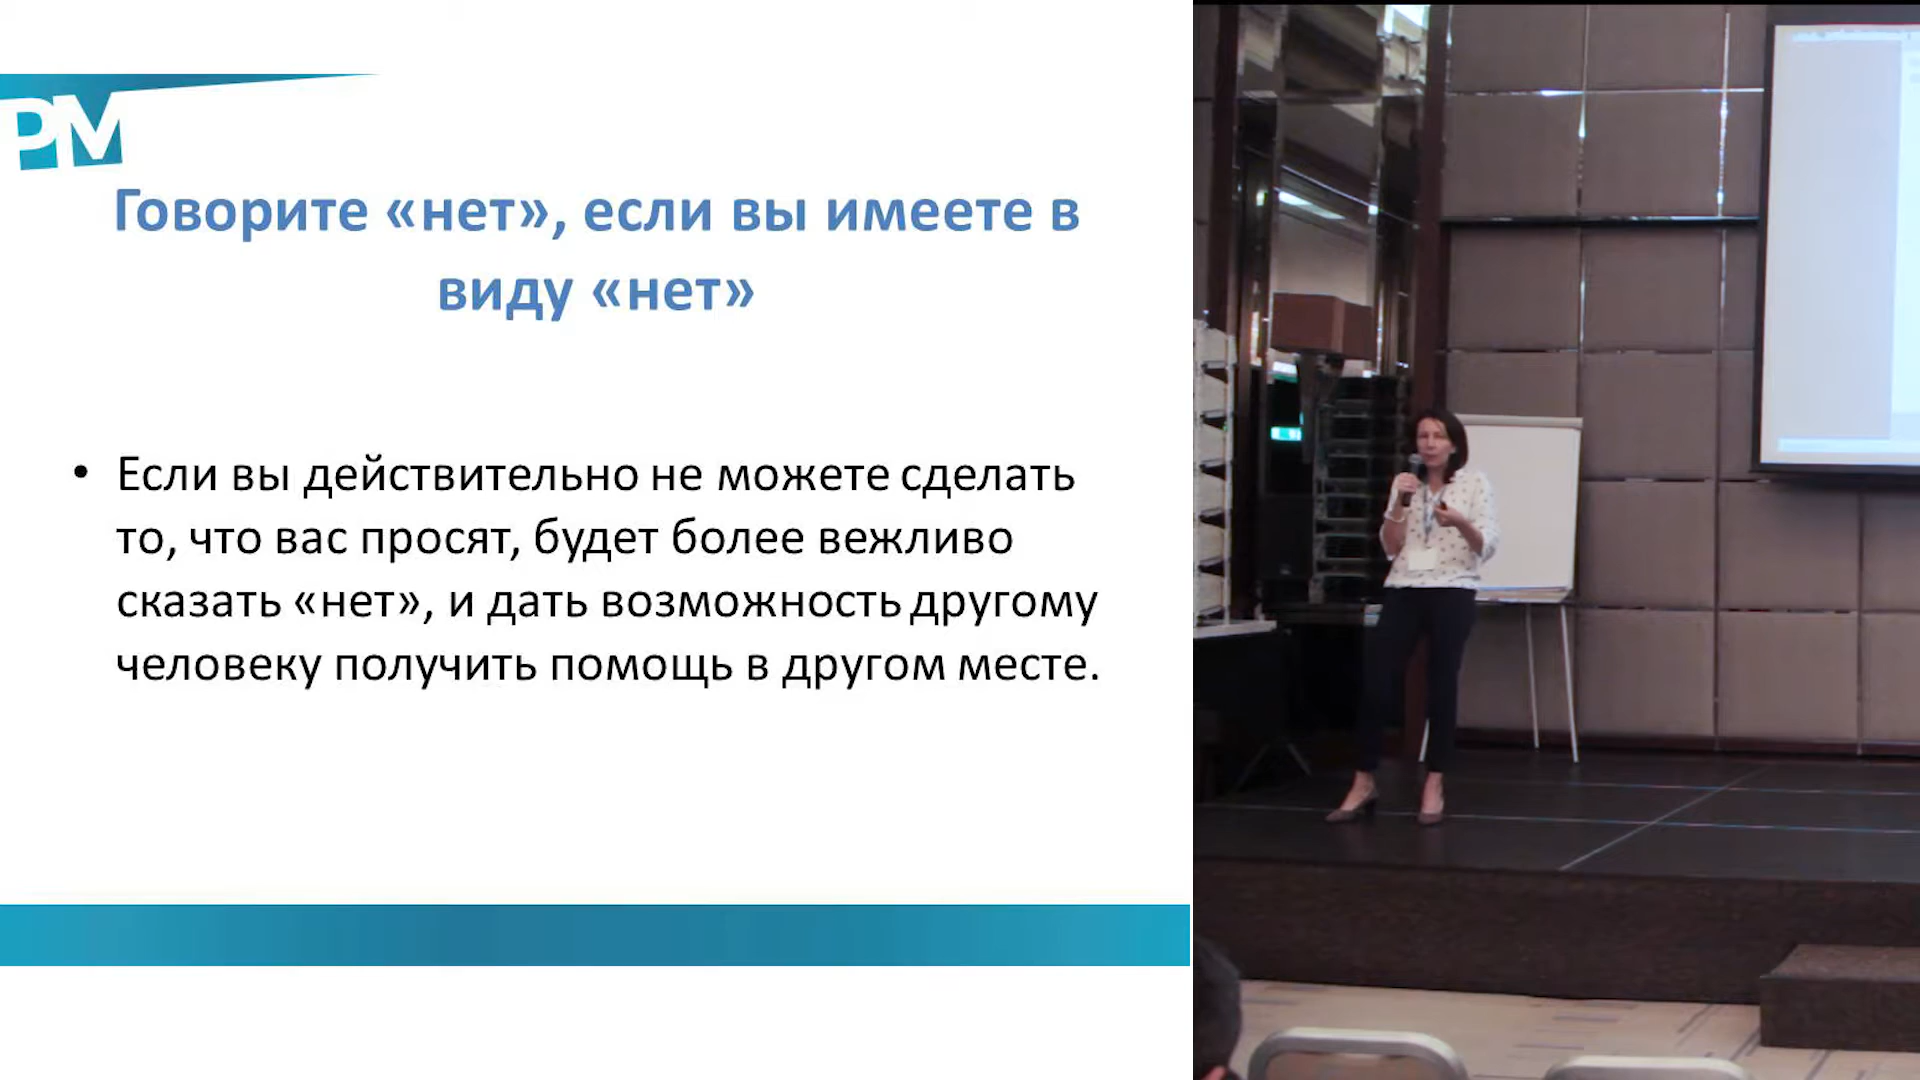 PM
Говорите «нет», если вы имеете в
виду «нет»
• Если вы действительно не можете сделать
то, что вас просят, будет более вежливо
сказать «нет», и дать возможность другому
человеку получить помощь в другом месте.